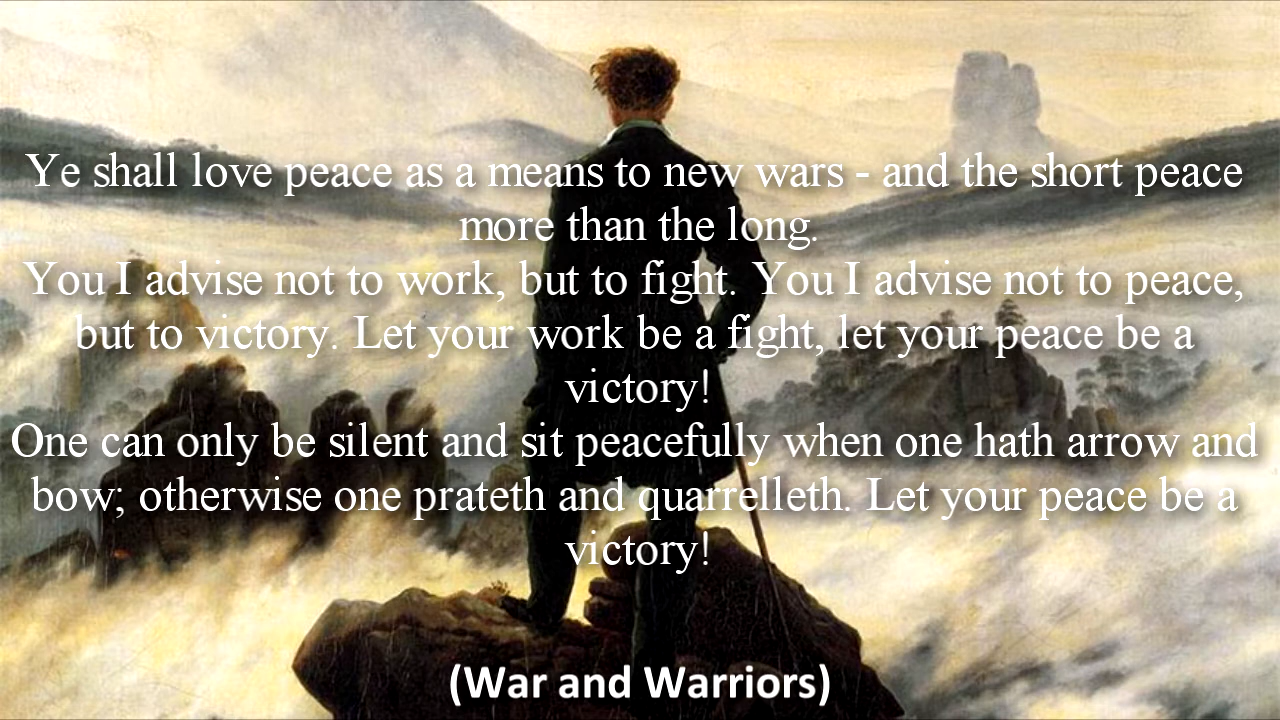 Ye shall love peace as a means to new wars - and the short peace
more than the long.
You I advise not to work, but to fight. You I advise not to peace,
but to victory. Let your work be a fight, let your peace be a
victory!
One can only be silent and sit peacefully when one hath arrow and
bow; otherwise one prateth and quarrelleth. Let your peace be a
victory!
(War and Warriors)